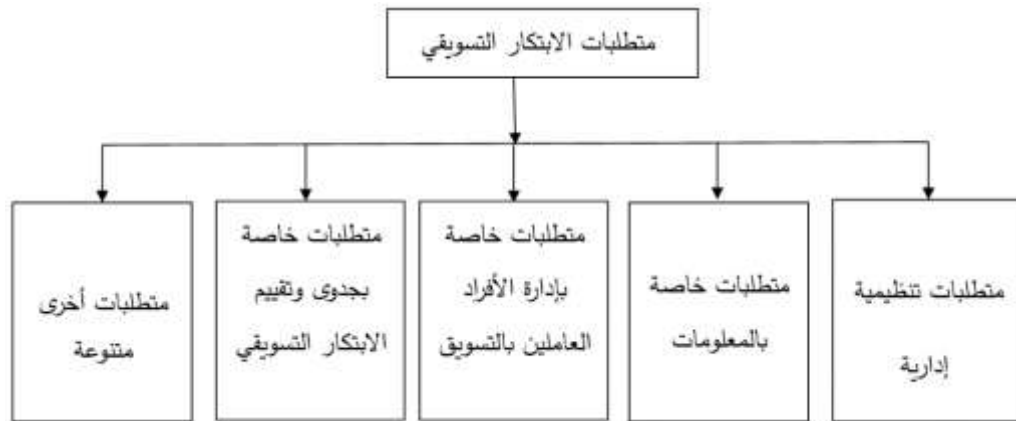 متطلبات الابتكار التسويقي
متطلبات تنظيمية
إدارية
متطلبات خاصة
بالمعلومات
متطلبات خاصة
بإدارة الأفراد
العاملين بالتسويق
متطلبات خاصة
بجدوى وتقييم
الابتكار التسويقي
متطلبات أخرى
متنوعة